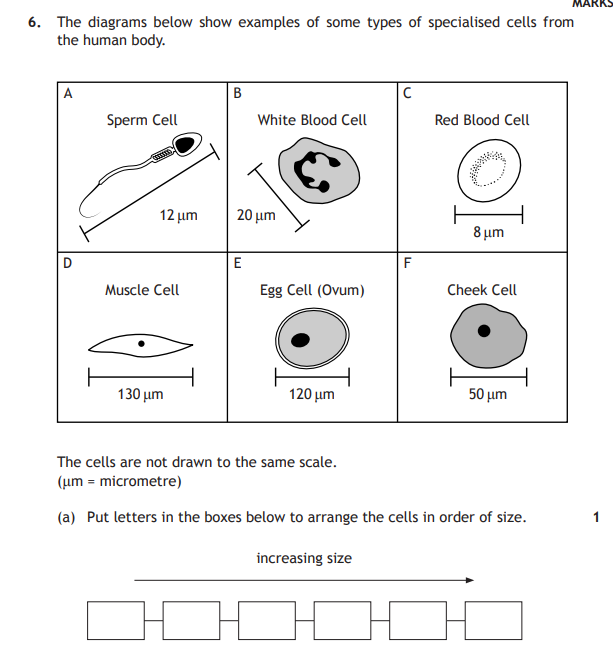 MARKS
6. The diagrams below show examples of some types of specialised cells from
the human body.
A
Sperm Cell
12 µm
B
White Blood Cell
20 µm
C
Red Blood Cell
8 µm
D
Muscle Cell
130 µm
E
Egg Cell (Ovum)
120 µm
F
Cheek Cell
50 µm
The cells are not drawn to the same scale.
(µm = micrometre)
(a) Put letters in the boxes below to arrange the cells in order of size. 1
increasing size